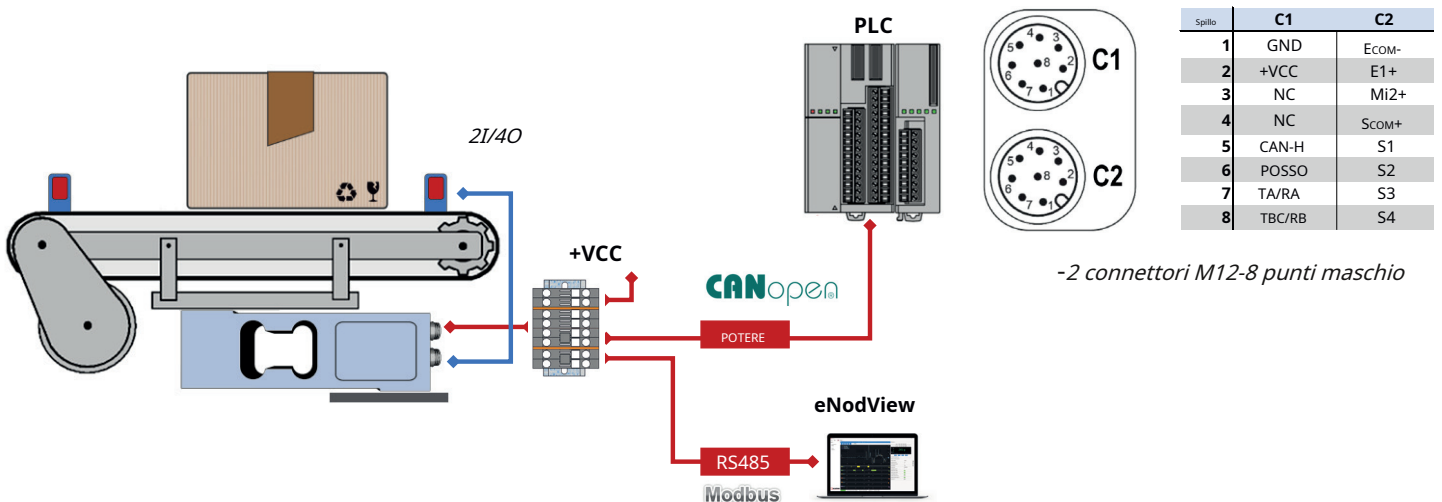 PLC
C1
C2
4
3
5
8
2
6
7
1
4
3
5
8
2
6
7
1
Spillo C1 C2
1 GND ECOM-
2 +VCC E1+
3 NC Mi2+
4 NC SCOM+
5 CAN-H S1
6 POSSO S2
7 TA/RA S3
8 TBC/RB S4
-2 connettori M12-8 punti maschio
2I/4O
+VCC
CANopen®
POTERE
eNodView
RS485
Modbus